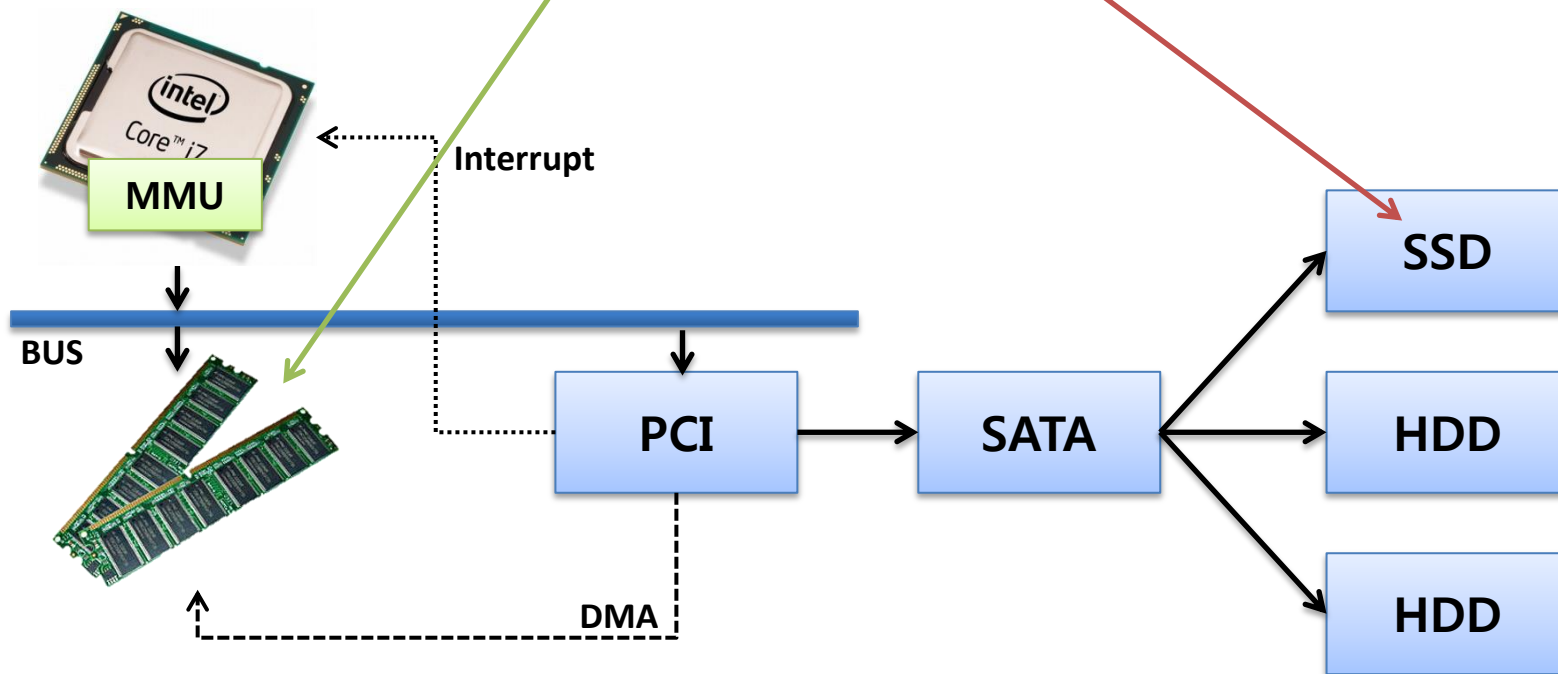 intel
Core™ i7
MMU
Interrupt
BUS
PCI
SATA
SSD
HDD
HDD
DMA